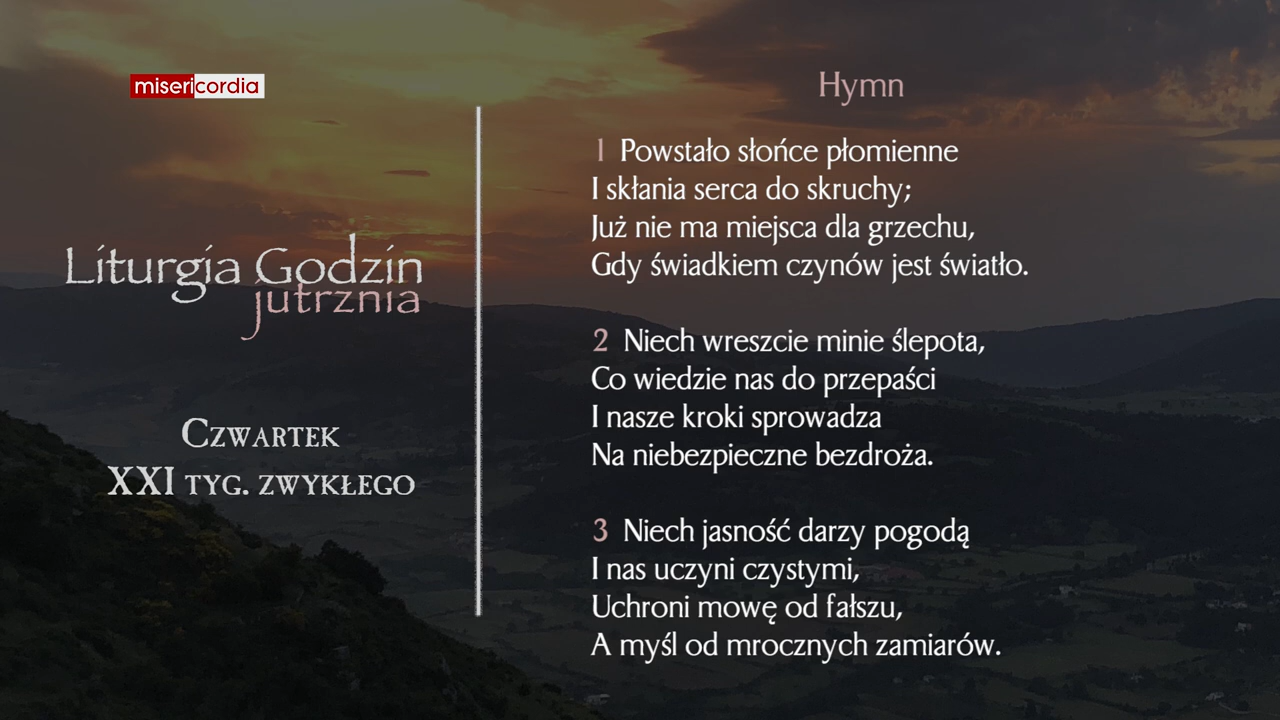 misericordia
Liturgia Godzin
jutrznia
Czwartek
XXI tyg. zwykłego
Hymn
1 Powstało słońce płomienne
I skłania serca do skruchy;
Już nie ma miejsca dla grzechu,
Gdy świadkiem czynów jest światło.
2 Niech wreszcie minie ślepota,
Co wiedzie nas do przepaści
I nasze kroki sprowadza
Na niebezpieczne bezdroża.
3 Niech jasność darzy pogodą
I nas uczyni czystymi,
Uchroni mowę od fałszu,
A myśl od mrocznych zamiarów.